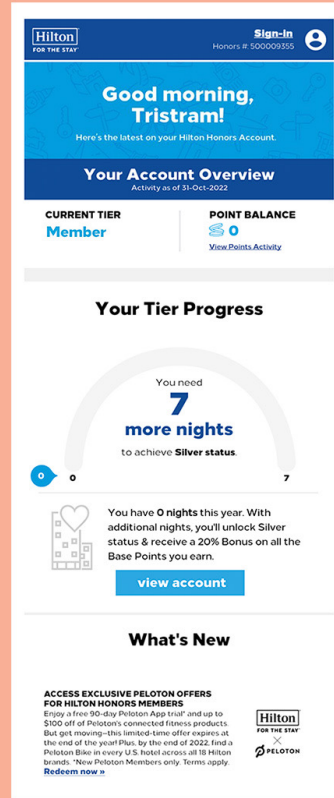 Hilton
FOR THE STAY
Sign-In
Honors #: 500009355
Good morning,
Tristram!
Here's the latest on your Hilton Honors Account.
Your Account Overview
Activity as of 31-Oct-2022
CURRENT TIER
Member
POINT BALANCE
0
View Points Activity
Your Tier Progress
You need
7
more nights
to achieve Silver status.
0
0
7
You have 0 nights this year. With
additional nights, you'll unlock Silver
status & receive a 20% Bonus on all the
Base Points you earn.
view account
What's New
ACCESS EXCLUSIVE PELOTON OFFERS
FOR HILTON HONORS MEMBERS
Enjoy a free 90-day Peloton App trial* and up to
$100 off of Peloton's connected fitness products.
But get moving—this limited-time offer expires at
the end of the year! Plus, by the end of 2022, find a
Peloton Bike in every U.S. hotel across all 18 Hilton
brands. *New Peloton Members only. Terms apply.
Redeem now »
Hilton
FOR THE STAY
×
PELOTON